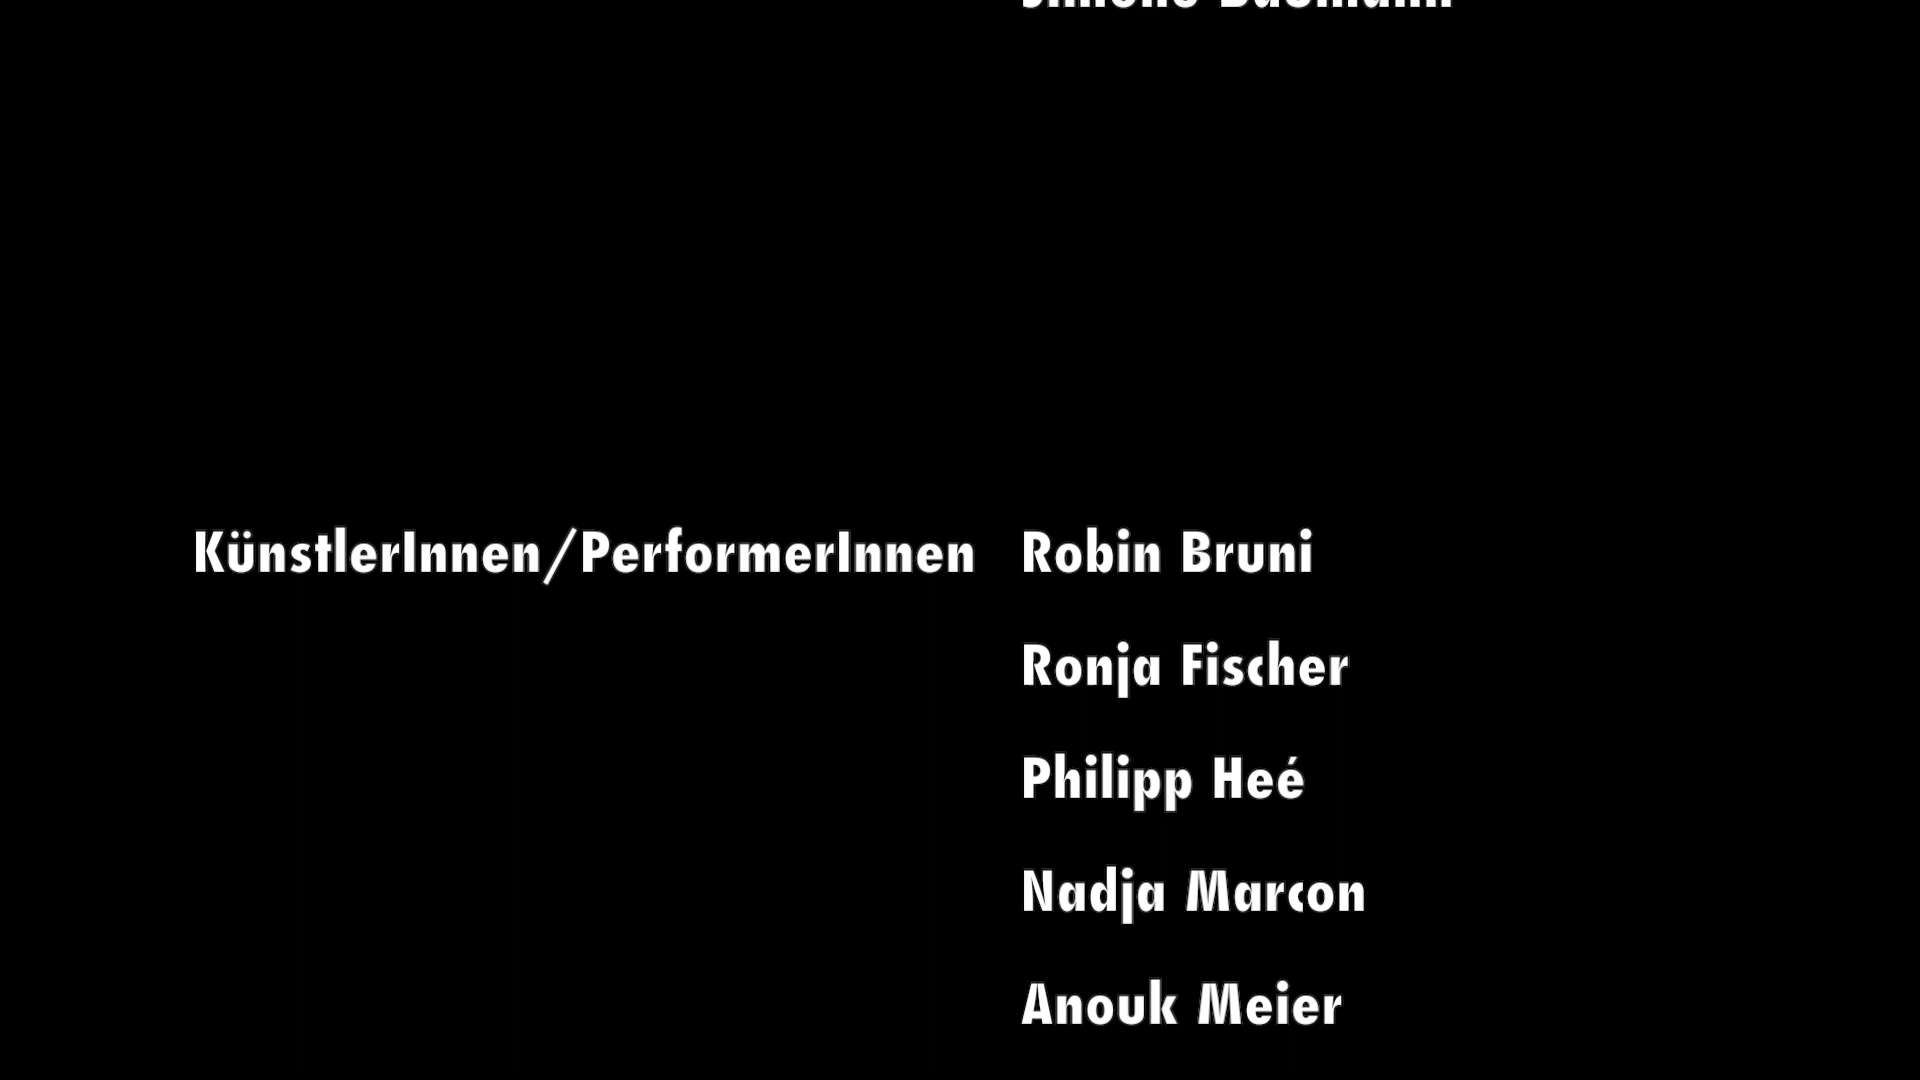 KünstlerInnen/PerformerInnen Robin Bruni
Ronja Fischer
Philipp Heé
Nadja Marcon
Anouk Meier